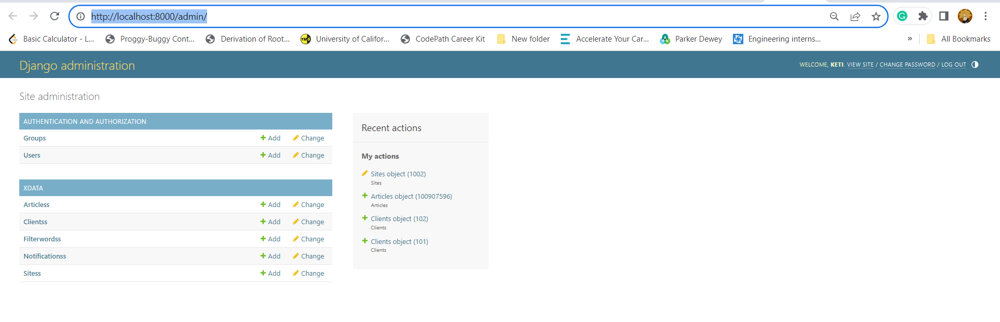 http://localhost:8000/admin/
Basic Calculator - L... Proggy-Buggy Cont... Derivation of Root... YMG University of Califor... CodePath Career Kit New folder Accelerate Your Car... Parker Dewey Engineering interns... » All Bookmarks
Django administration
WELCOME, KETI. VIEW SITE / CHANGE PASSWORD / LOG OUT
Site administration
AUTHENTICATION AND AUTHORIZATION
Groups Add Change
Users Add Change
XDATA
Articless Add Change
Clientss Add Change
Filterwordss Add Change
Notificationss Add Change
Sitess Add Change
Recent actions
My actions
Sites object (1002)
Sites
Articles object (100907596)
Articles
Clients object (102)
Clients
Clients object (101)
Clients